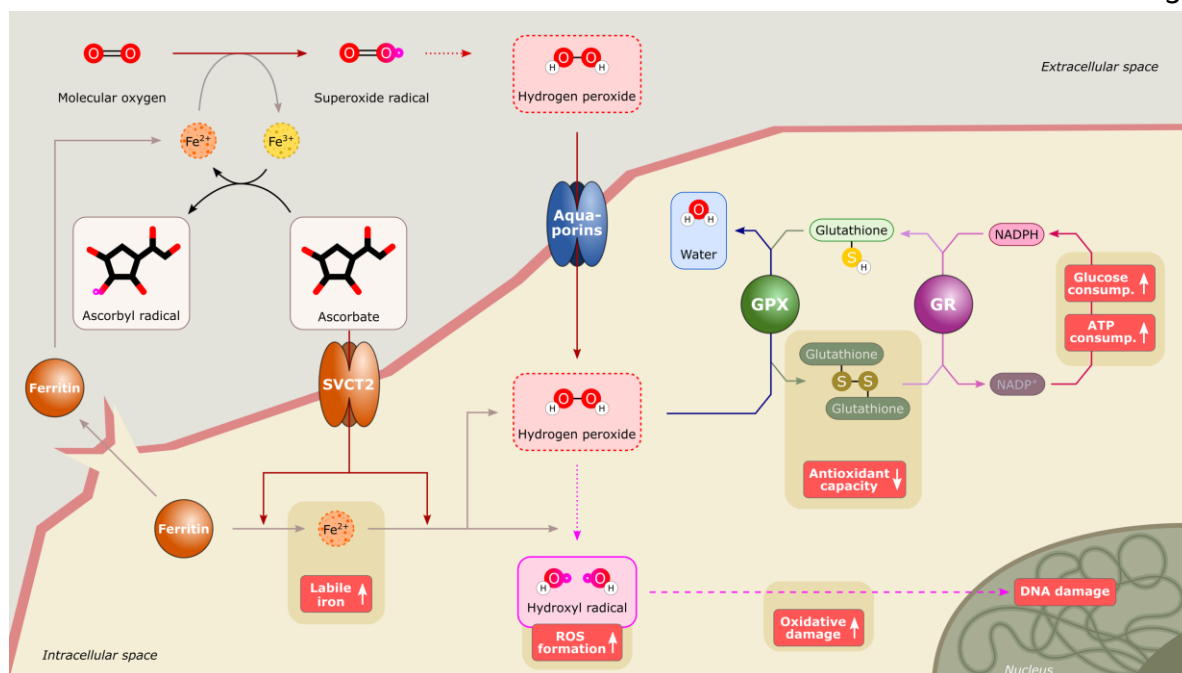 g
O O
O O
H O O H
Extracellular space
Molecular oxygen
Superoxide radical
Hydrogen peroxide
Fe2+
Fe3+
Aqua-
porins
H O H
Water
Glutathione
S
H
NADPH
Glucose
consump.
ATP
consump.
Ascorbyl radical
Ascorbate
GPX
GR
Ferritin
SVCT2
Glutathione
S S
Glutathione
NADP+
H O O H
Hydrogen peroxide
Antioxidant
capacity
Ferritin
Fe2+
Labile
iron
H O O H
Hydroxyl radical
ROS
formation
Oxidative
damage
DNA damage
Intracellular space
Nucleus